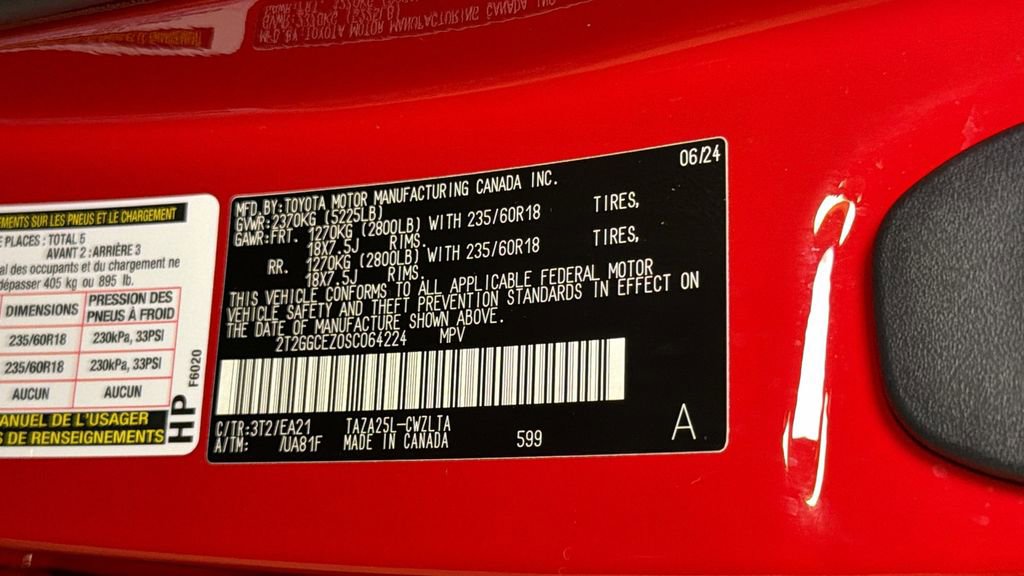 EMENTS SUR LES PNEUS ET LE CHARGEMENT
E PLACES : TOTAL 5
AVANT 2 : ARRIÈRE 3
al des occupants et du chargement ne
dépasser 405 kg ou 895 lb.
DIMENSIONS PRESSION DES PNEUS À FROID
235/60R18 230kPa, 33PSI
235/60R18 230kPa, 33PSI
AUCUN AUCUN
ANUEL DE L'USAGER
S DE RENSEIGNEMENTS
HP F6020
06/24
MFD.BY:TOYOTA MOTOR MANUFACTURING CANADA INC.
GVWR:2370KG (5225LB)
GAWR:FRT. 1270KG (2800LB) WITH 235/60R18 TIRES,
18X7.5J RIMS.
RR. 1270KG (2800LB) WITH 235/60R18 TIRES,
18X7.5J RIMS.
THIS VEHICLE CONFORMS TO ALL APPLICABLE FEDERAL MOTOR
VEHICLE SAFETY AND THEFT PREVENTION STANDARDS IN EFFECT ON
THE DATE OF MANUFACTURE SHOWN ABOVE.
2T2GGCEZ0SC064224 MPV
C/TR:3T2/EA21 TAZA25L-CWZLTA
A/TM: /UA81F MADE IN CANADA 599
A